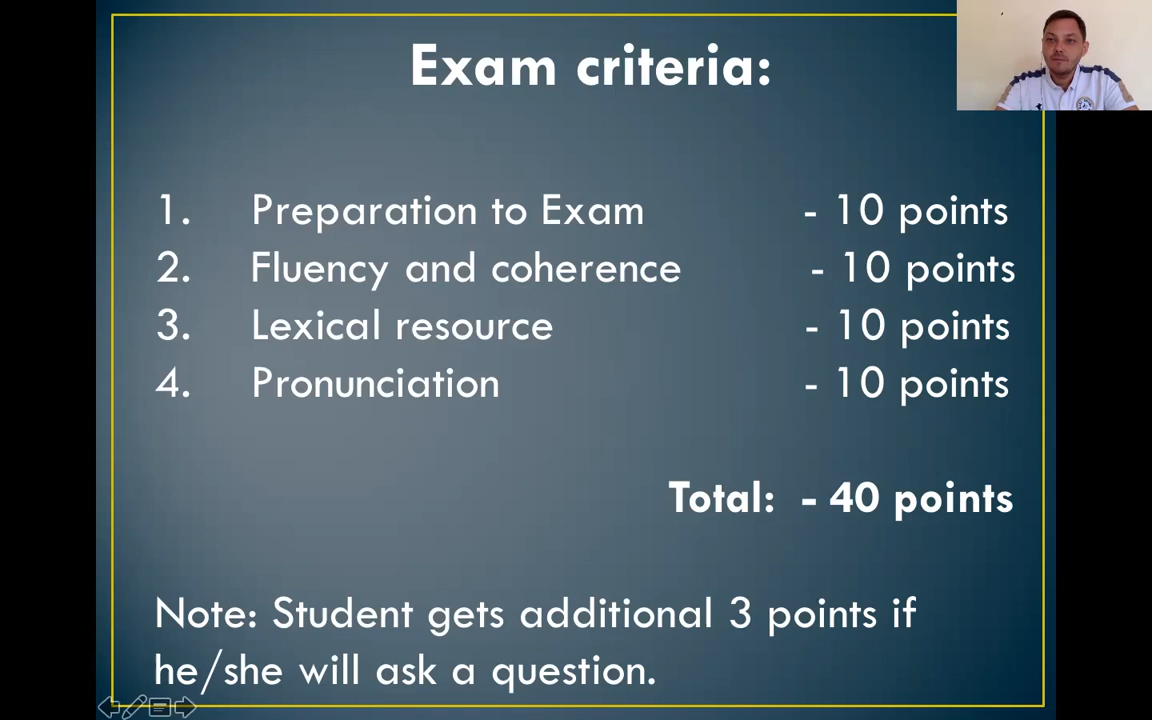 Exam criteria:
1. Preparation to Exam - 10 points
2. Fluency and coherence - 10 points
3. Lexical resource - 10 points
4. Pronunciation - 10 points
Total: - 40 points
Note: Student gets additional 3 points if
he/she will ask a question.